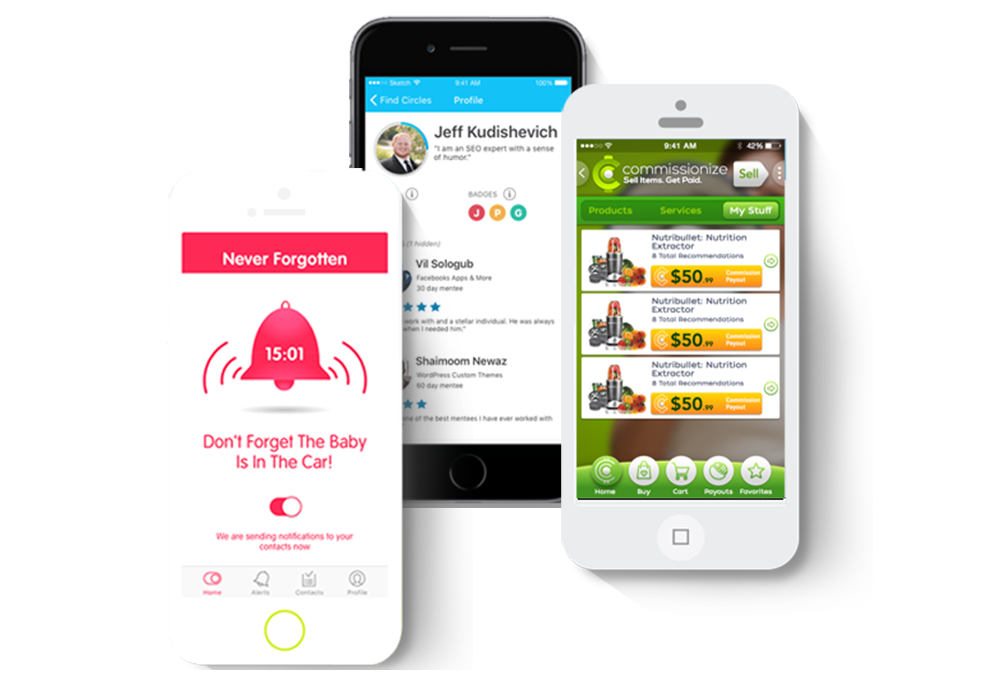 Sketch 9:41 AM 100%
Find Circles Profile
Jeff Kudishevich
"I am an SEO expert with a sense
of humor."
BADGES
J P G
(1 hidden)
Vil Sologub
Facebooks Apps & More
30 day mentee
work with and a stellar individual. He was always
when I needed him."
Shaimoom Newaz
WordPress Custom Themes
60 day mentee
one of the best mentees I have ever worked with
9:41 AM 42%
commissionize
Sell Items. Get Paid.
Sell
Products Services My Stuff
Nutribullet: Nutrition
Extractor
8 Total Recommendations
$50.99 Commission
Payout
Nutribullet: Nutrition
Extractor
8 Total Recommendations
$50.99 Commission
Payout
Nutribullet: Nutrition
Extractor
8 Total Recommendations
$50.99 Commission
Payout
Home Buy Cart Payouts Favorites
Never Forgotten
15:01
Don't Forget The Baby
Is In The Car!
We are sending notifications to your
contacts now
Home Alerts Contacts Profile